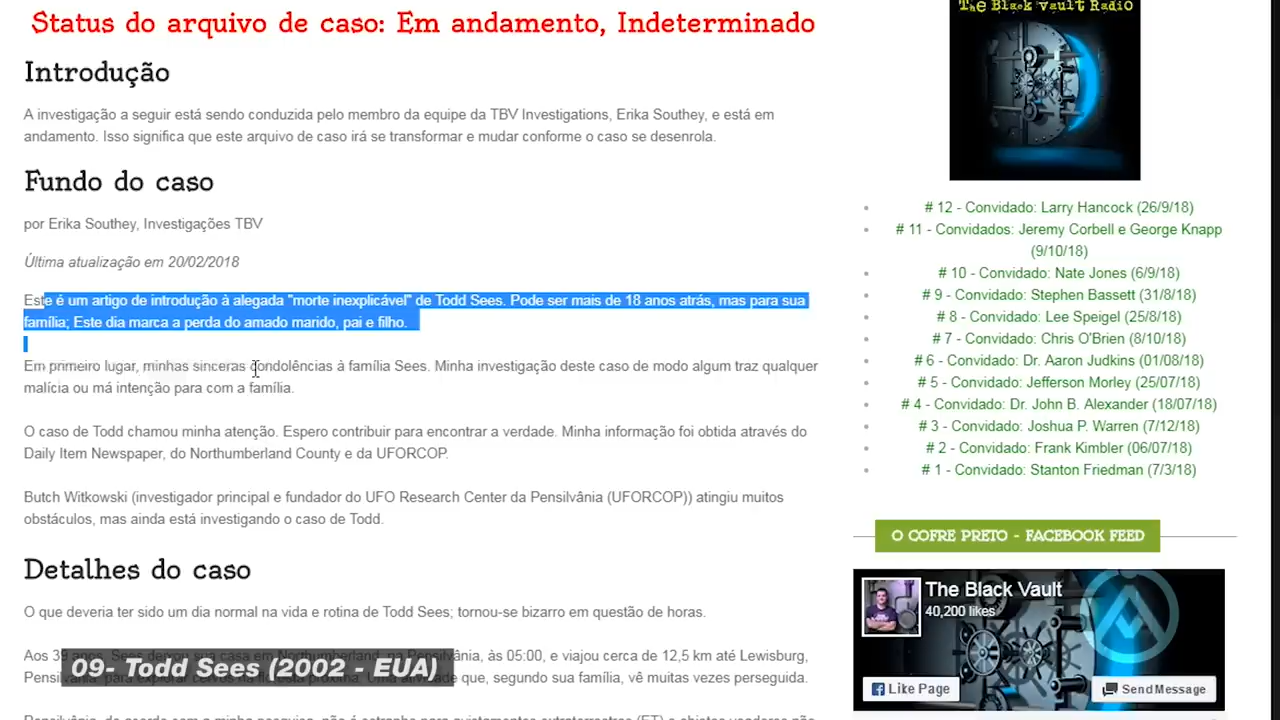 Status do arquivo de caso: Em andamento, Indeterminado
Introdução
A investigação a seguir está sendo conduzida pelo membro da equipe da TBV Investigations, Erika Southey, e está em
andamento. Isso significa que este arquivo de caso irá se transformar e mudar conforme o caso se desenrola.
Fundo do caso
por Erika Southey, Investigações TBV
Última atualização em 20/02/2018
Este é um artigo de introdução à alegada "morte inexplicável" de Todd Sees. Pode ser mais de 18 anos atrás, mas para sua
família; Este dia marca a perda do amado marido, pai e filho.
Em primeiro lugar, minhas sinceras condolências à família Sees. Minha investigação deste caso de modo algum traz qualquer
malícia ou má intenção para com a família.
O caso de Todd chamou minha atenção. Espero contribuir para encontrar a verdade. Minha informação foi obtida através do
Daily Item Newspaper, do Northumberland County e da UFORCOP.
Butch Witkowski (investigador principal e fundador do UFO Research Center da Pensilvânia (UFORCOP)) atingiu muitos
obstáculos, mas ainda está investigando o caso de Todd.
Detalhes do caso
O que deveria ter sido um dia normal na vida e rotina de Todd Sees; tornou-se bizarro em questão de horas.
Aos 39 anos, Sees deixou sua casa em Northumberland, na Pensilvânia, às 05:00, e viajou cerca de 12,5 km até Lewisburg,
que, segundo sua família, vê muitas vezes perseguida.
09- Todd Sees (2002 - EUA)
The Black Vault Radio
# 12 - Convidado: Larry Hancock (26/9/18)
# 11 - Convidados: Jeremy Corbell e George Knapp
(9/10/18)
# 10 - Convidado: Nate Jones (6/9/18)
# 9 - Convidado: Stephen Bassett (31/8/18)
# 8 - Convidado: Lee Speigel (25/8/18)
# 7 - Convidado: Chris O'Brien (8/10/18)
# 6 - Convidado: Dr. Aaron Judkins (01/08/18)
# 5 - Convidado: Jefferson Morley (25/07/18)
# 4 - Convidado: Dr. John B. Alexander (18/07/18)
# 3 - Convidado: Joshua P. Warren (7/12/18)
# 2 - Convidado: Frank Kimbler (06/07/18)
# 1 - Convidado: Stanton Friedman (7/3/18)
O COFRE PRETO - FACEBOOK FEED
The Black Vault
40,200 likes
Like Page
Send Message